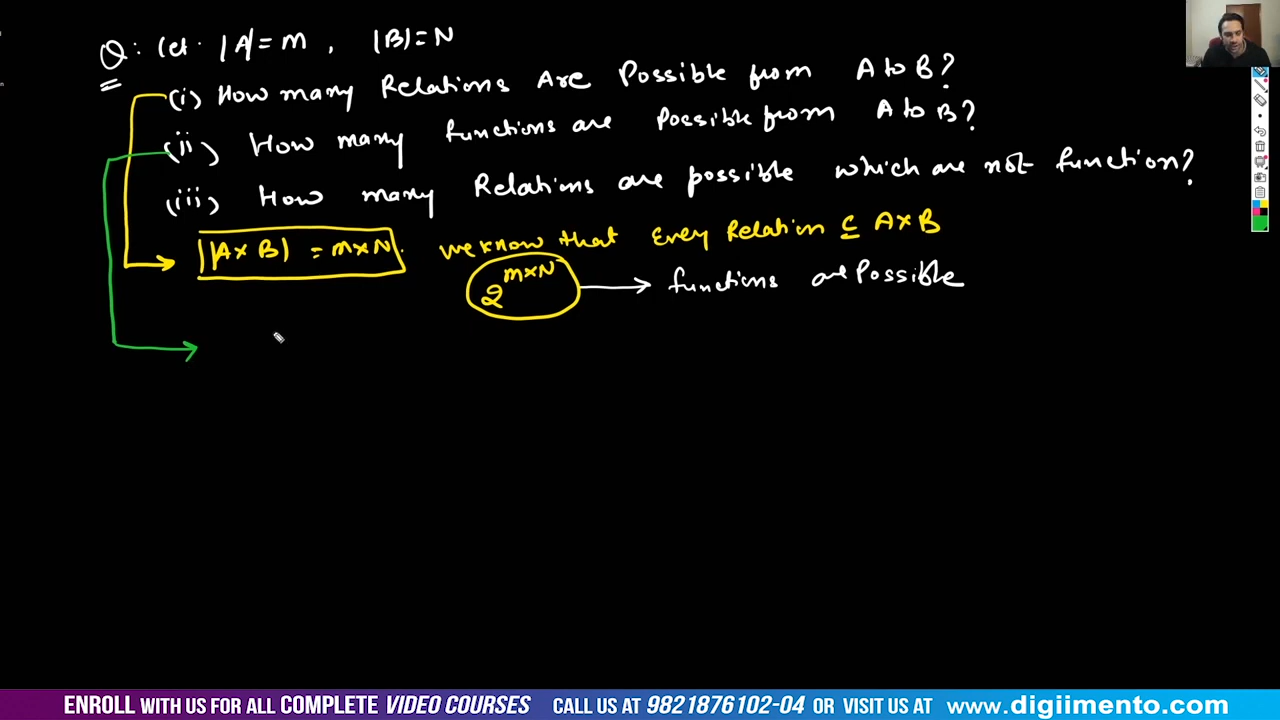 Q: Let |A| = M , |B| = N
(i) How many Relations Are Possible from A to B?
(ii) How many functions are possible from A to B?
(iii) How many Relations are possible which are not function?
|A×B| = M×N. We know that Every Relation ⊆ A×B
2^{M×N} → functions are Possible
ENROLL WITH US FOR ALL COMPLETE VIDEO COURSES CALL US AT 9821876102-04 OR VISIT US AT www.digiimento.com